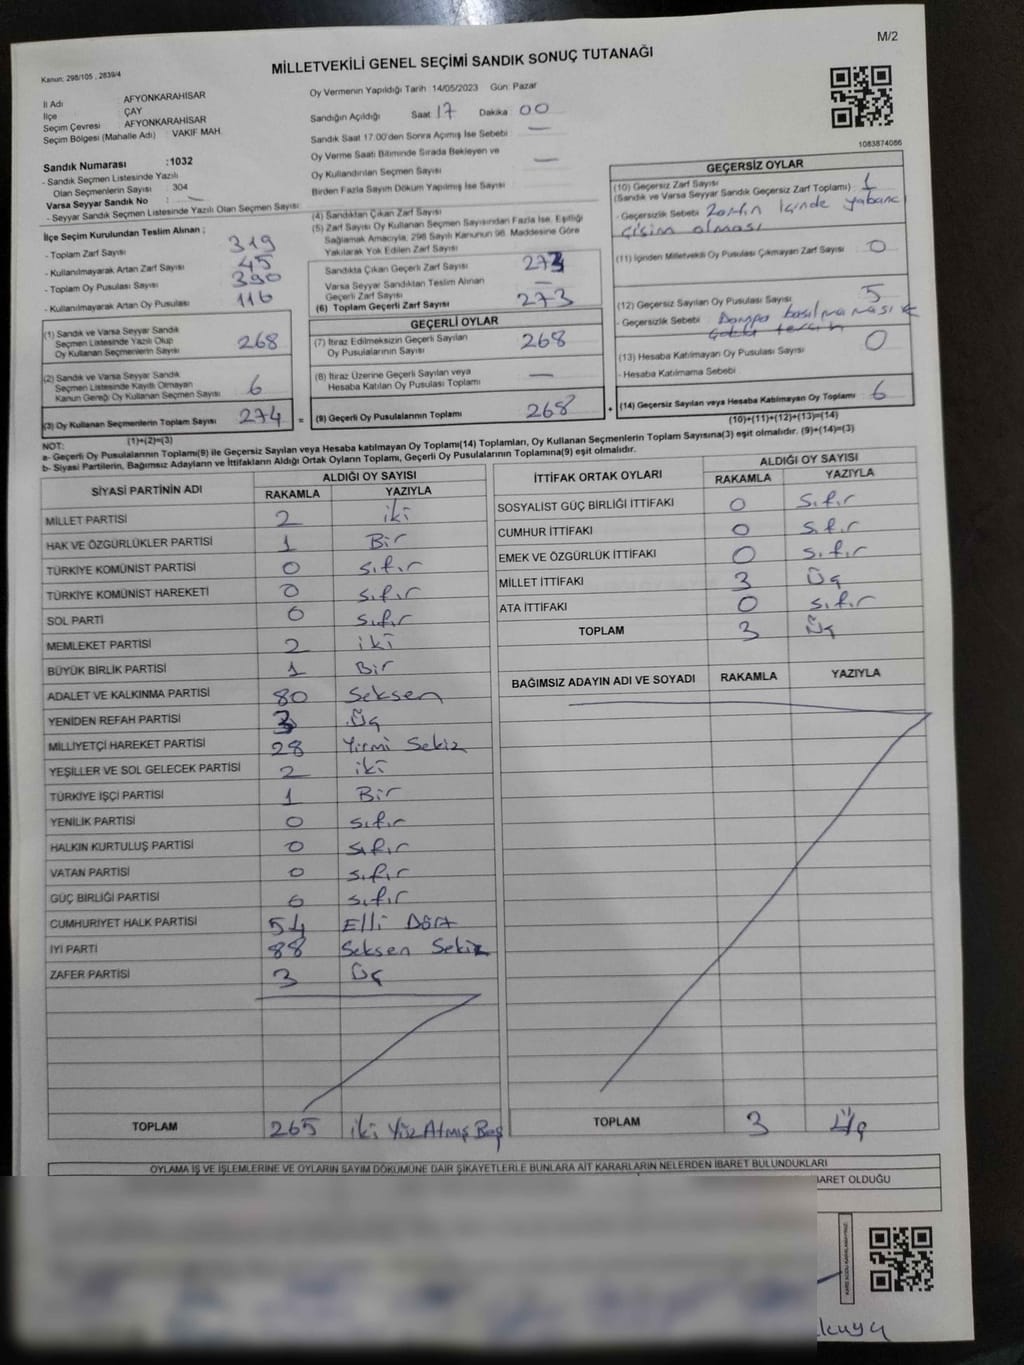 M/2
Kanun: 298/105 , 2839/4
MİLLETVEKİLİ GENEL SEÇİMİ SANDIK SONUÇ TUTANAĞI
İl Adı AFYONKARAHİSAR
İlçe ÇAY
Seçim Çevresi AFYONKARAHİSAR
Seçim Bölgesi (Mahalle Adı) VAKIF MAH.
Sandık Numarası :1032
- Sandık Seçmen Listesinde Yazılı
Olan Seçmenlerin Sayısı : 304
Varsa Seyyar Sandık No : —
- Seyyar Sandık Seçmen Listesinde Yazılı Olan Seçmen Sayısı:
Oy Vermenin Yapıldığı Tarih :14/05/2023 Gün: Pazar
Sandığın Açıldığı Saat 17 Dakika 00
Sandık Saat 17.00'den Sonra Açımış İse Sebebi —
Oy Verme Saati Bitiminde Sırada Bekleyen ve
Oy Kullandırılan Seçmen Sayısı —
Birden Fazla Sayım Döküm Yapılmış İse Sayısı
1083874086
İlçe Seçim Kurulundan Teslim Alınan ;
- Toplam Zarf Sayısı 319
- Kullanılmayarak Artan Zarf Sayısı 45
- Toplam Oy Pusulası Sayısı 390
- Kullanılmayarak Artan Oy Pusulası 116
(1) Sandık ve Varsa Seyyar Sandık
Seçmen Listesinde Yazılı Olup
Oy Kullanan Seçmenlerin Sayısı 268
(2) Sandık ve Varsa Seyyar Sandık
Seçmen Listesinde Kayıtlı Olmayan
Kanun Gereği Oy Kullanan Seçmen Sayısı 6
(3) Oy Kullanan Seçmenlerin Toplam Sayısı 274 =
(1)+(2)=(3)
(4) Sandıktan Çıkan Zarf Sayısı
(5) Zarf Sayısı Oy Kullanan Seçmen Sayısından Fazla İse, Eşitliği
Sağlamak Amacıyla, 298 Sayılı Kanunun 98. Maddesine Göre
Yakılarak Yok Edilen Zarf Sayısı
Sandıkta Çıkan Geçerli Zarf Sayısı 273
Varsa Seyyar Sandıktan Teslim Alınan
Geçerli Zarf Sayısı —
(6) Toplam Geçerli Zarf Sayısı 273
GEÇERLİ OYLAR
(7) İtiraz Edilmeksizin Geçerli Sayılan
Oy Pusulalarının Sayısı 268
(8) İtiraz Üzerine Geçerli Sayılan veya
Hesaba Katılan Oy Pusulası Toplamı —
(9) Geçerli Oy Pusulalarının Toplamı 268 +
GEÇERSİZ OYLAR
(10) Geçersiz Zarf Sayısı 1
(Sandık ve Varsa Seyyar Sandık Geçersiz Zarf Toplamı)
- Geçersizlik Sebebi Zarfın içinde yabancı
çişim olması
(11) İçinden Milletvekili Oy Pusulası Çıkmayan Zarf Sayısı 0
(12) Geçersiz Sayılan Oy Pusulası Sayısı 5
- Geçersizlik Sebebi Damga basılmaması
(13) Hesaba Katılmayan Oy Pusulası Sayısı 0
- Hesaba Katılmama Sebebi
(14) Geçersiz Sayılan veya Hesaba Katılmayan Oy Toplamı 6
(10)+(11)+(12)+(13)=(14)
NOT:
a- Geçerli Oy Pusulalarının Toplamı(9) ile Geçersiz Sayılan veya Hesaba katılmayan Oy Toplamı(14) Toplamları, Oy Kullanan Seçmenlerin Toplam Sayısına(3) eşit olmalıdır. (9)+(14)=(3)
b- Siyasi Partilerin, Bağımsız Adayların ve İttifakların Aldığı Ortak Oyların Toplamı, Geçerli Oy Pusulalarının Toplamına(9) eşit olmalıdır.
SİYASİ PARTİNİN ADI ALDIĞI OY SAYISI
RAKAMLA YAZIYLA
MİLLET PARTİSİ 2 iki
HAK VE ÖZGÜRLÜKLER PARTİSİ 1 Bir
TÜRKİYE KOMÜNİST PARTİSİ 0 sıfır
TÜRKİYE KOMÜNİST HAREKETİ 0 sıfır
SOL PARTİ 0 sıfır
MEMLEKET PARTİSİ 2 iki
BÜYÜK BİRLİK PARTİSİ 1 Bir
ADALET VE KALKINMA PARTİSİ 80 Seksen
YENİDEN REFAH PARTİSİ 3 Üç
MİLLİYETÇİ HAREKET PARTİSİ 28 Yirmi Sekiz
YEŞİLLER VE SOL GELECEK PARTİSİ 2 iki
TÜRKİYE İŞÇİ PARTİSİ 1 Bir
YENİLİK PARTİSİ 0 sıfır
HALKIN KURTULUŞ PARTİSİ 0 sıfır
VATAN PARTİSİ 0 sıfır
GÜÇ BİRLİĞİ PARTİSİ 0 sıfır
CUMHURİYET HALK PARTİSİ 54 Elli Dört
İYİ PARTİ 88 Seksen Sekiz
ZAFER PARTİSİ 3 Üç
TOPLAM 265 iki Yüz Atmış Beş
İTTİFAK ORTAK OYLARI ALDIĞI OY SAYISI
RAKAMLA YAZIYLA
SOSYALİST GÜÇ BİRLİĞİ İTTİFAKI 0 sıfır
CUMHUR İTTİFAKI 0 sıfır
EMEK VE ÖZGÜRLÜK İTTİFAKI 0 sıfır
MİLLET İTTİFAKI 3 Üç
ATA İTTİFAKI 0 sıfır
TOPLAM 3 Üç
BAĞIMSIZ ADAYIN ADI VE SOYADI RAKAMLA YAZIYLA
TOPLAM 3 Üç
OYLAMA İŞ VE İŞLEMLERİNE VE OYLARIN SAYIM DÖKÜMÜNE DAİR ŞİKAYETLERLE BUNLARA AİT KARARLARIN NELERDEN İBARET BULUNDUKLARI
BARET OLDUĞU